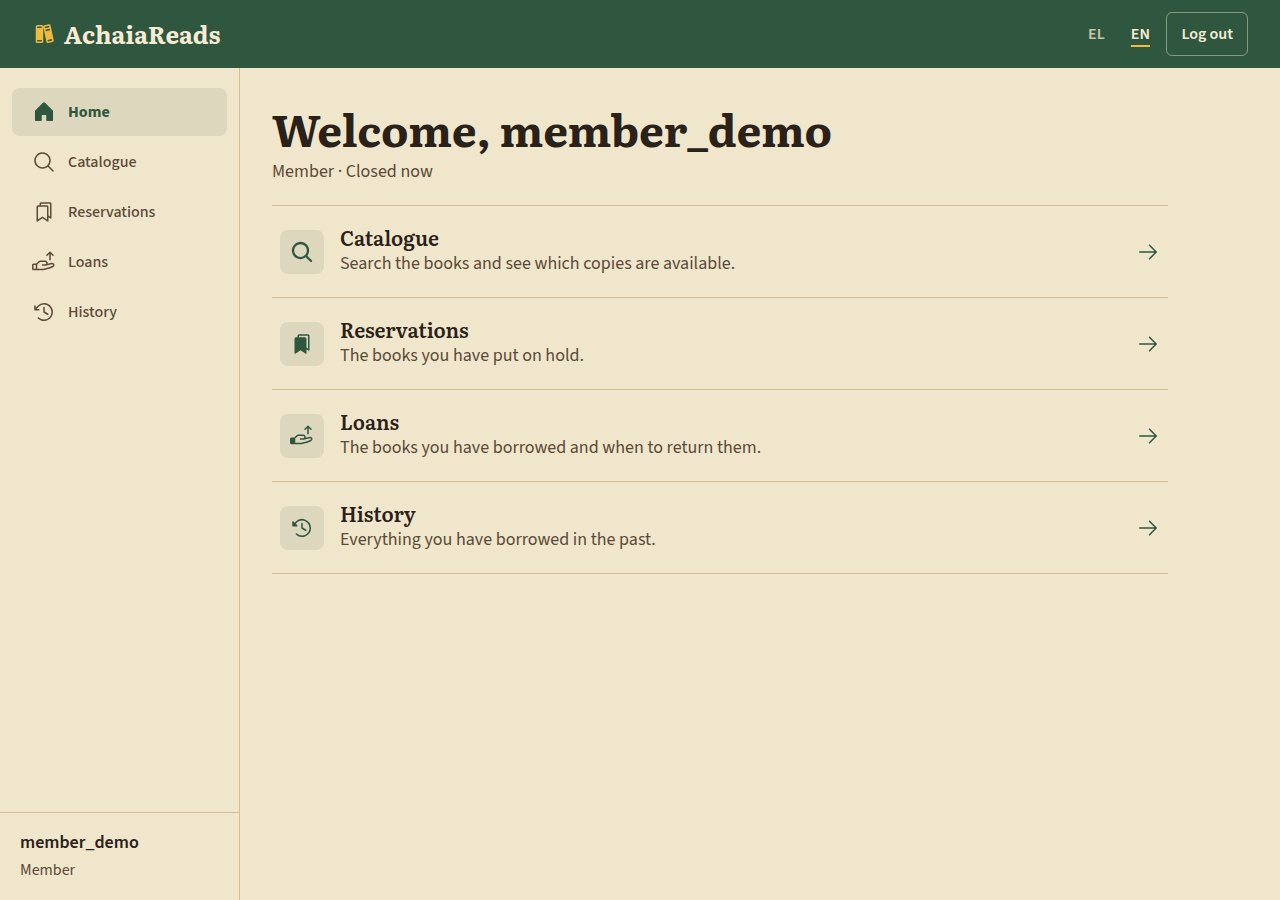 AchaiaReads
EL
EN
Log out
Home
Catalogue
Reservations
Loans
History
member_demo
Member
Welcome, member_demo
Member · Closed now
Catalogue
Search the books and see which copies are available.
Reservations
The books you have put on hold.
Loans
The books you have borrowed and when to return them.
History
Everything you have borrowed in the past.